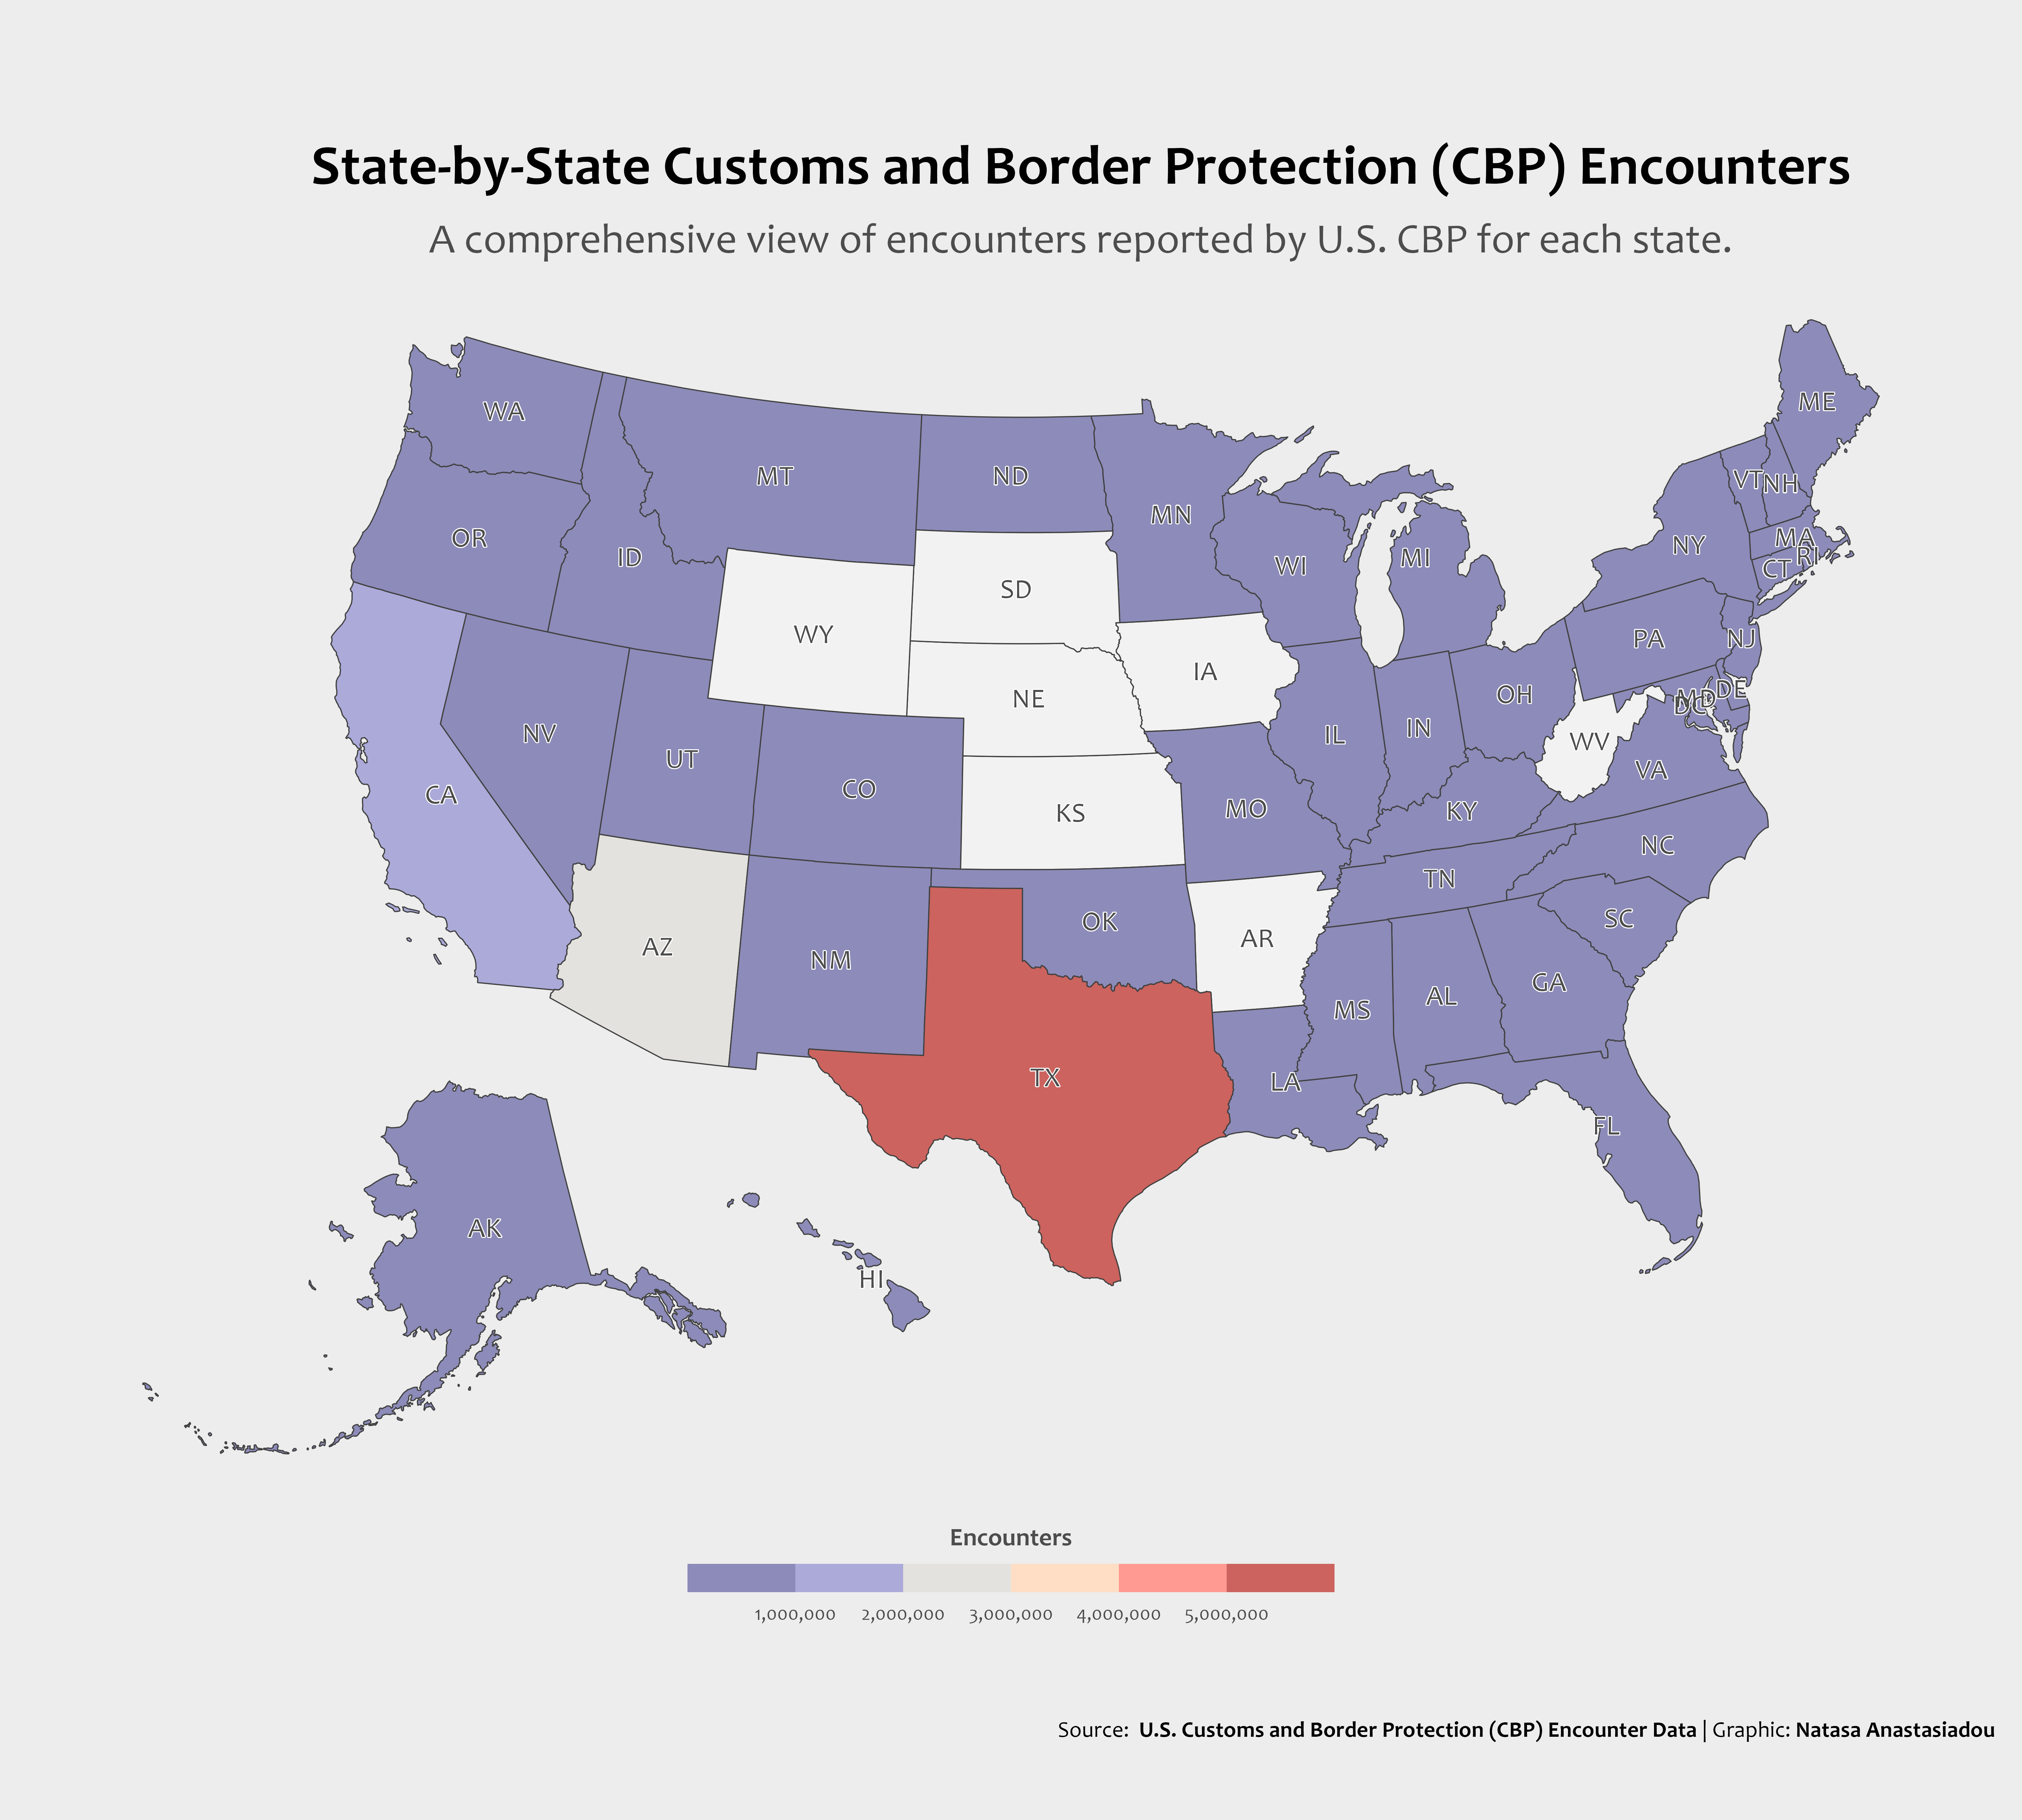 State-by-State Customs and Border Protection (CBP) Encounters
A comprehensive view of encounters reported by U.S. CBP for each state.
ME
WA
MT
ND
VT
NH
MN
OR
MA
NY
RI
ID
WI
MI
CT
SD
WY
PA
NJ
IA
NE
OH
DE
MD
DC
NV
IL
IN
WV
UT
VA
CO
CA
MO
KS
KY
NC
TN
OK
SC
AR
AZ
NM
GA
AL
MS
TX
LA
FL
AK
HI
Encounters
1,000,000 2,000,000 3,000,000 4,000,000 5,000,000
Source: U.S. Customs and Border Protection (CBP) Encounter Data | Graphic: Natasa Anastasiadou